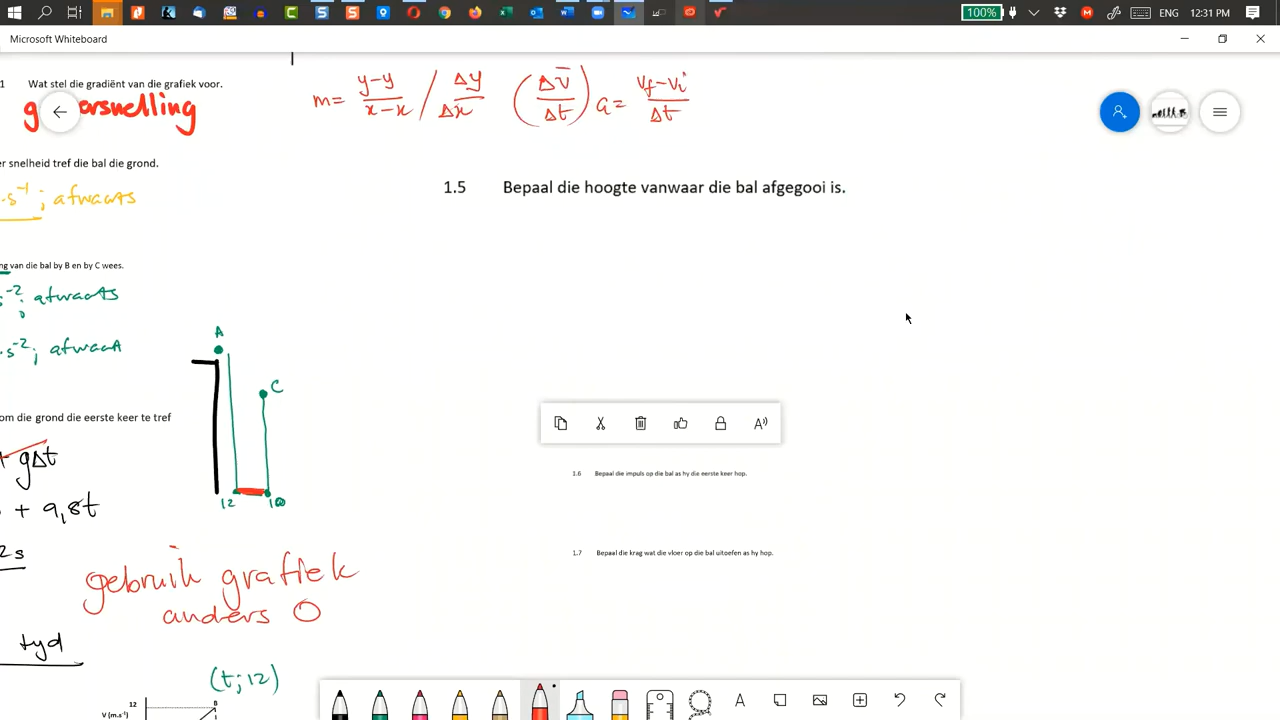 100% ENG 12:31 PM
Microsoft Whiteboard
1 Wat stel die gradiënt van die grafiek voor.
m = y-y / x-x / Δy / Δx (Δv / Δt) a = vf-vi / Δt
er snelheid tref die bal die grond.
·s⁻¹; afwaarts
1.5 Bepaal die hoogte vanwaar die bal afgegooi is.
ng van die bal by B en by C wees.
s⁻²; afwaarts
·s⁻²; afwaarts
A
C
12 10
om die grond die eerste keer te tref
+ gΔt
+ 9,8t
2s
gebruik grafiek
anders 0
tyd
(t; 12)
12 B
V (m.s⁻¹)
1.6 Bepaal die impuls op die bal as hy die eerste keer hop.
1.7 Bepaal die krag wat die vloer op die bal uitoefen as hy hop.